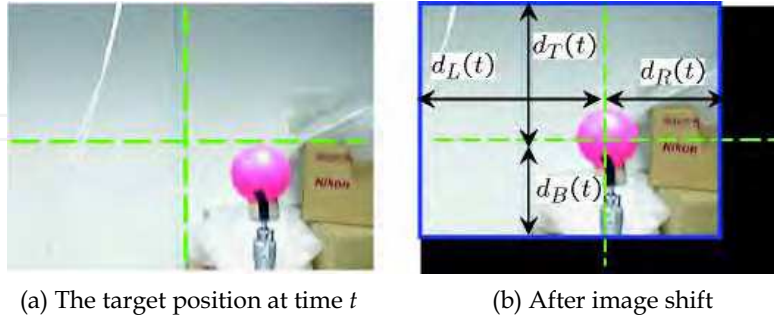 d_T(t)
d_L(t)
d_R(t)
Nikon
Nikon
d_B(t)
(a) The target position at time t
(b) After image shift